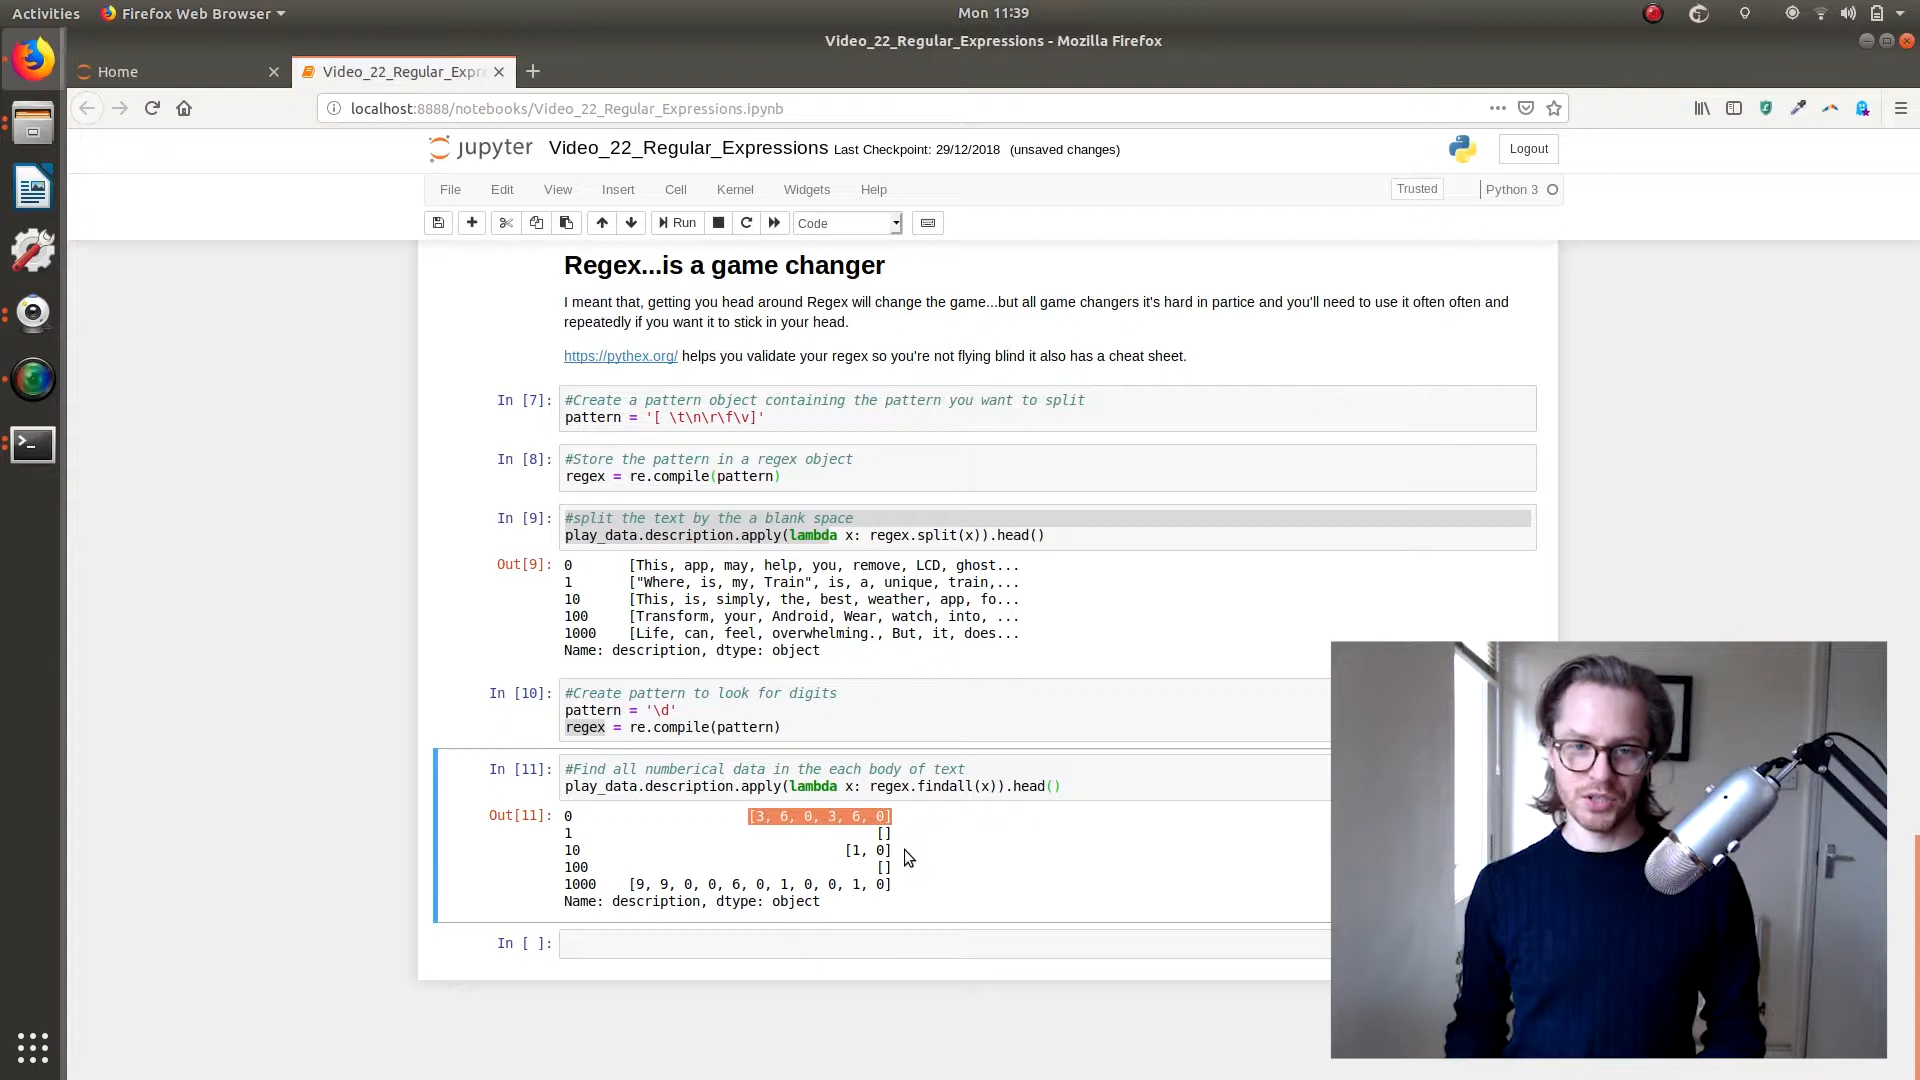 Activities
Firefox Web Browser
Mon 11:39
Video_22_Regular_Expressions - Mozilla Firefox
Home
Video_22_Regular_Expr
localhost:8888/notebooks/Video_22_Regular_Expressions.ipynb
jupyter Video_22_Regular_Expressions Last Checkpoint: 29/12/2018 (unsaved changes)
Logout
File Edit View Insert Cell Kernel Widgets Help
Trusted
Python 3
Run
Code
Regex...is a game changer
I meant that, getting you head around Regex will change the game...but all game changers it's hard in partice and you'll need to use it often often and
repeatedly if you want it to stick in your head.
https://pythex.org/ helps you validate your regex so you're not flying blind it also has a cheat sheet.
In [7]: #Create a pattern object containing the pattern you want to split
pattern = '[ \t\n\r\f\v]'
In [8]: #Store the pattern in a regex object
regex = re.compile(pattern)
In [9]: #split the text by the a blank space
play_data.description.apply(lambda x: regex.split(x)).head()
Out[9]: 0 [This, app, may, help, you, remove, LCD, ghost...
1 ["Where, is, my, Train", is, a, unique, train,...
10 [This, is, simply, the, best, weather, app, fo...
100 [Transform, your, Android, Wear, watch, into, ...
1000 [Life, can, feel, overwhelming., But, it, does...
Name: description, dtype: object
In [10]: #Create pattern to look for digits
pattern = '\d'
regex = re.compile(pattern)
In [11]: #Find all numberical data in the each body of text
play_data.description.apply(lambda x: regex.findall(x)).head()
Out[11]: 0 [3, 6, 0, 3, 6, 0]
1 []
10 [1, 0]
100 []
1000 [9, 9, 0, 0, 6, 0, 1, 0, 0, 1, 0]
Name: description, dtype: object
In [ ]: